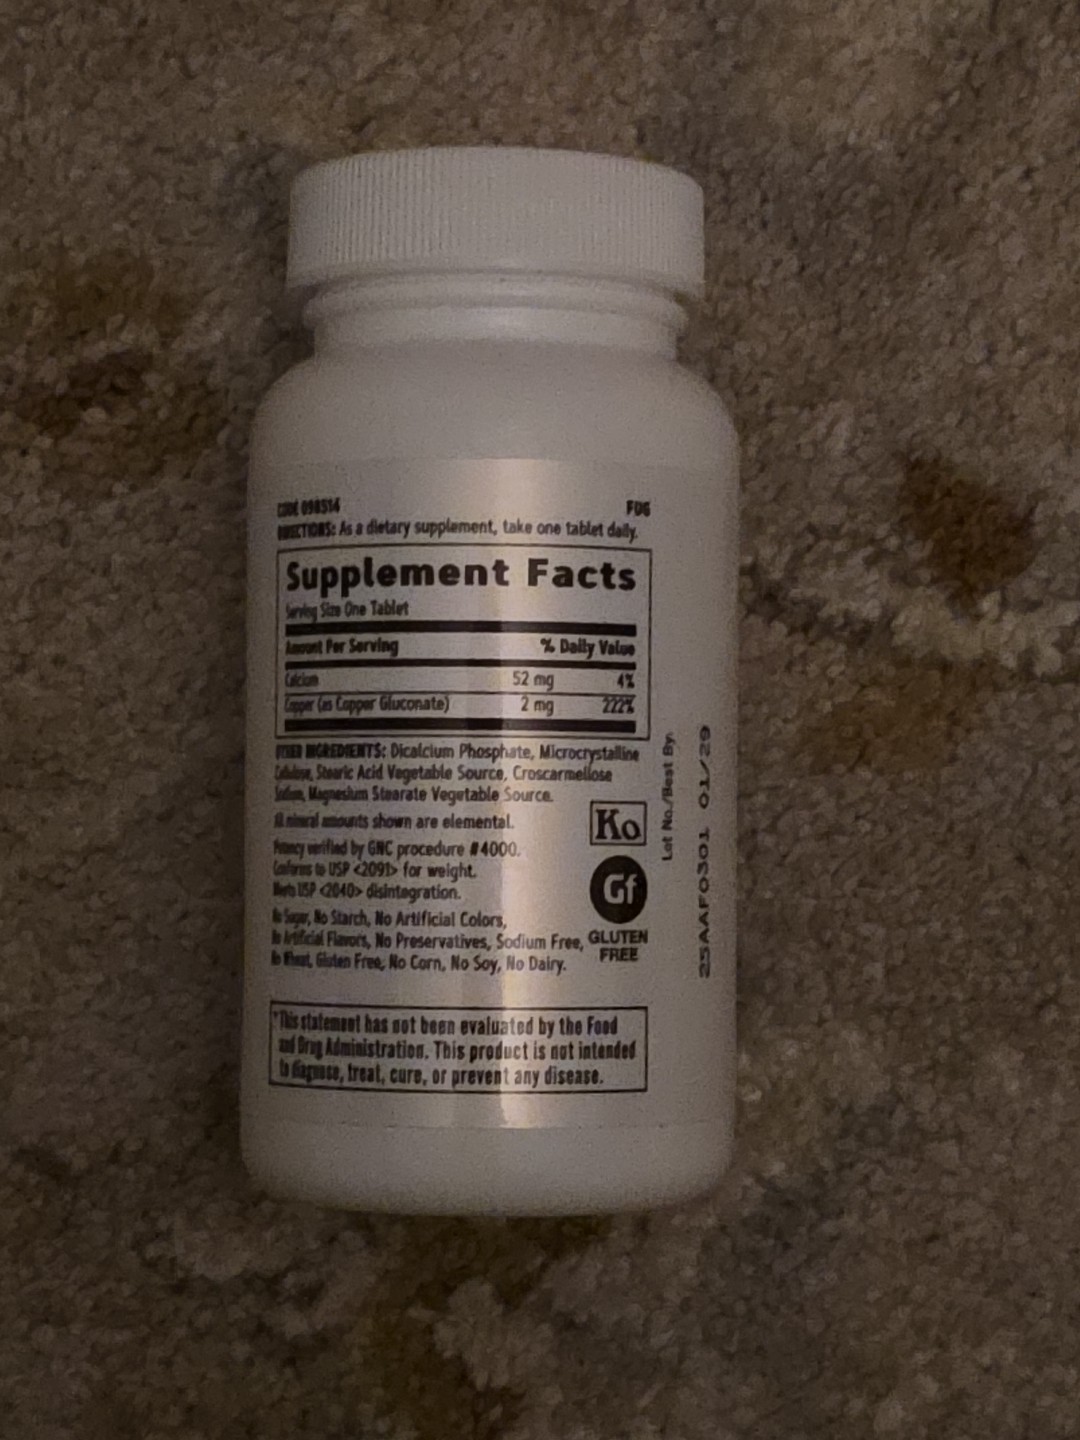 CODE 098514
FDG
DIRECTIONS: As a dietary supplement, take one tablet daily.
Supplement Facts
Serving Size One Tablet
Amount Per Serving % Daily Value
Calcium 52 mg 4%
Copper (as Copper Gluconate) 2 mg 222%
OTHER INGREDIENTS: Dicalcium Phosphate, Microcrystalline
Cellulose, Stearic Acid Vegetable Source, Croscarmellose
Sodium, Magnesium Stearate Vegetable Source.
All mineral amounts shown are elemental.
Potency verified by GNC procedure #4000.
Conforms to USP <2091> for weight.
Meets USP <2040> disintegration.
No Sugar, No Starch, No Artificial Colors,
No Artificial Flavors, No Preservatives, Sodium Free,
No Wheat, Gluten Free, No Corn, No Soy, No Dairy.
Ko
Gf
GLUTEN
FREE
*This statement has not been evaluated by the Food
and Drug Administration. This product is not intended
to diagnose, treat, cure, or prevent any disease.
Lot No./Best By:
25AAF0301 01/29